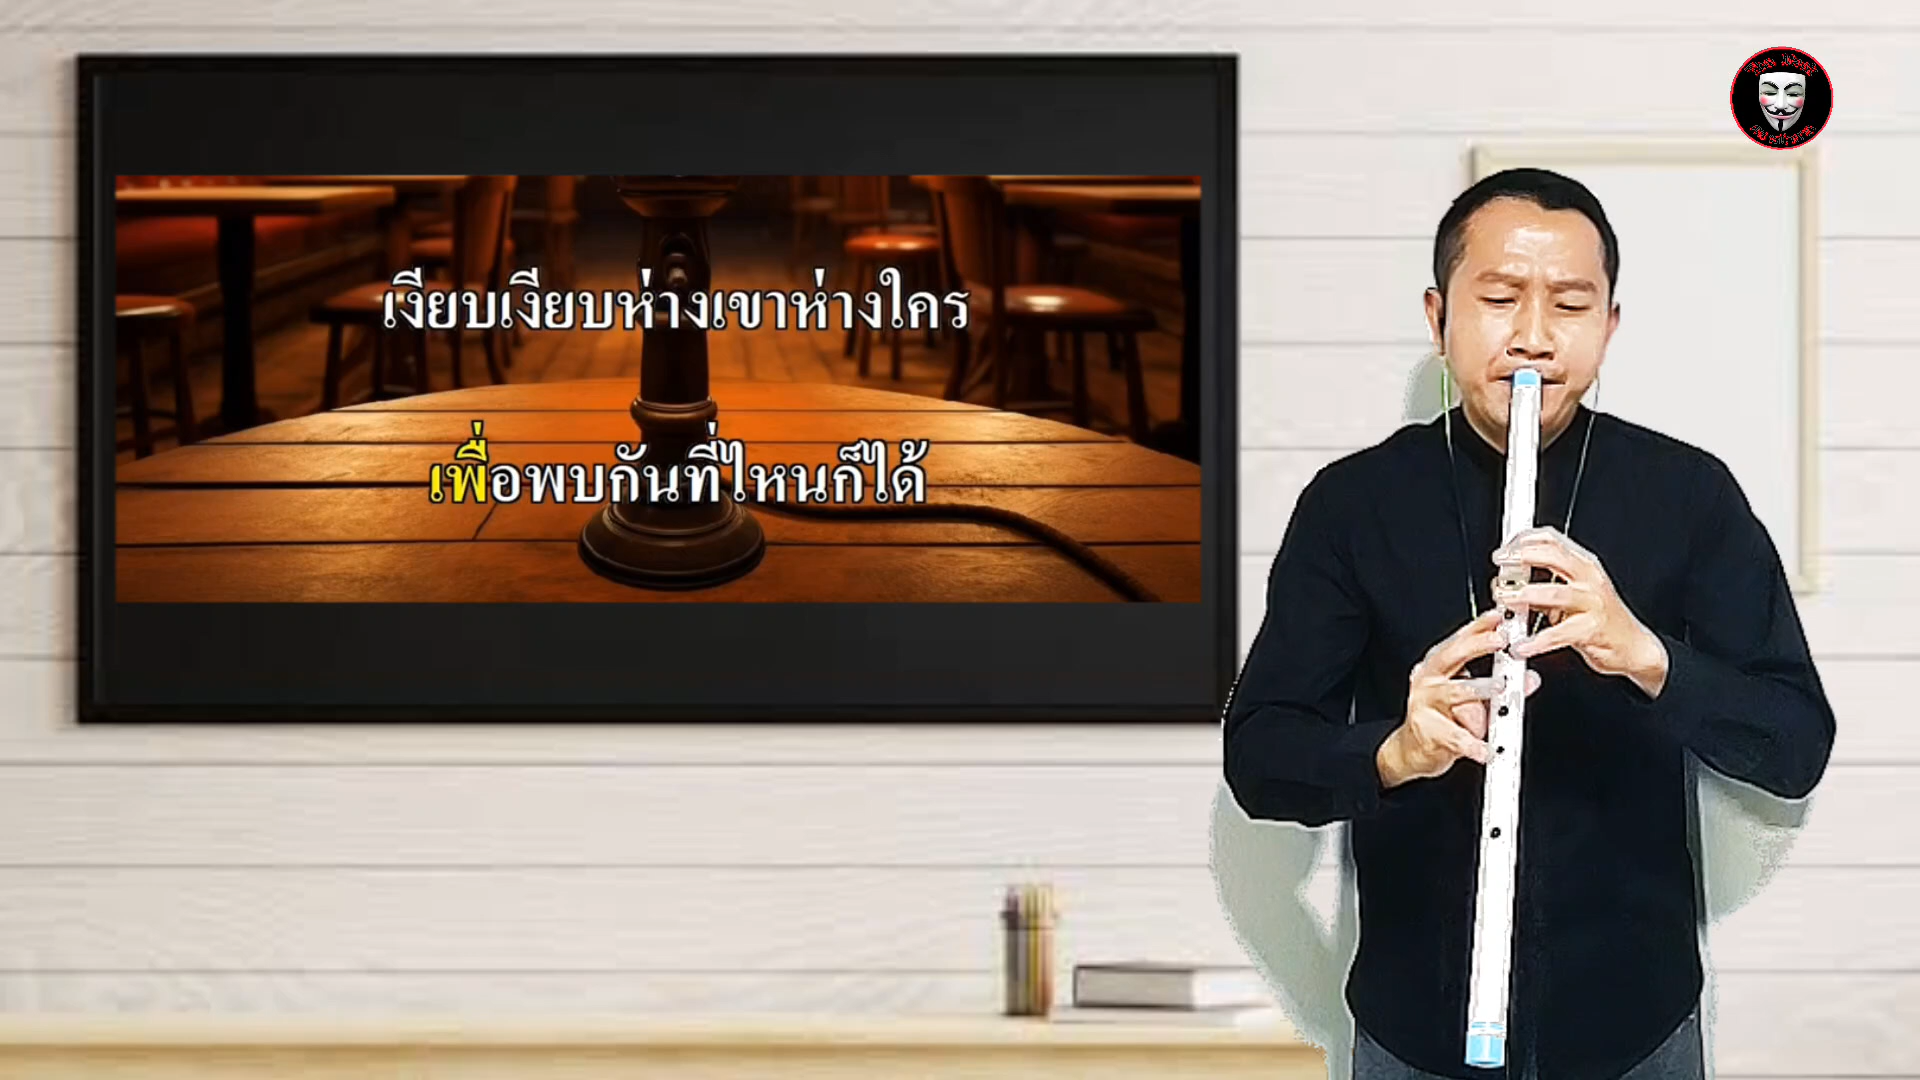 เงียบเงียบห่างเขาห่างใคร
เพื่อพบกันที่ไหนก็ได้